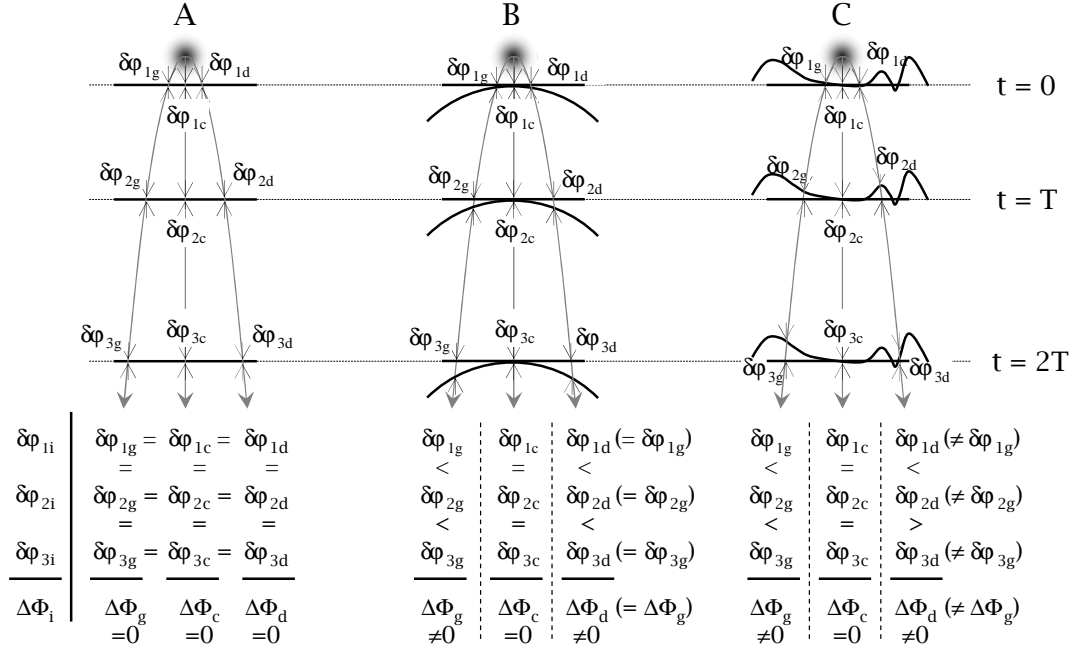 A B C
δφ1g δφ1d δφ1g δφ1d δφ1g δφ1d
t = 0
δφ1c δφ1c δφ1c
δφ2g δφ2d δφ2g δφ2d δφ2g δφ2d
t = T
δφ2c δφ2c δφ2c
δφ3g δφ3c δφ3d δφ3g δφ3c δφ3d δφ3c
t = 2T
δφ3g δφ3d
δφ1i δφ1g = δφ1c = δφ1d δφ1g δφ1c δφ1d (= δφ1g) δφ1g δφ1c δφ1d (≠ δφ1g)
= = = < = < < = <
δφ2i δφ2g = δφ2c = δφ2d δφ2g δφ2c δφ2d (= δφ2g) δφ2g δφ2c δφ2d (≠ δφ2g)
= = = < = < < = >
δφ3i δφ3g = δφ3c = δφ3d δφ3g δφ3c δφ3d (= δφ3g) δφ3g δφ3c δφ3d (≠ δφ3g)
ΔΦi ΔΦg ΔΦc ΔΦd ΔΦg ΔΦc ΔΦd (= ΔΦg) ΔΦg ΔΦc ΔΦd (≠ ΔΦg)
=0 =0 =0 ≠0 =0 ≠0 ≠0 =0 ≠0